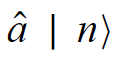 â | n⟩